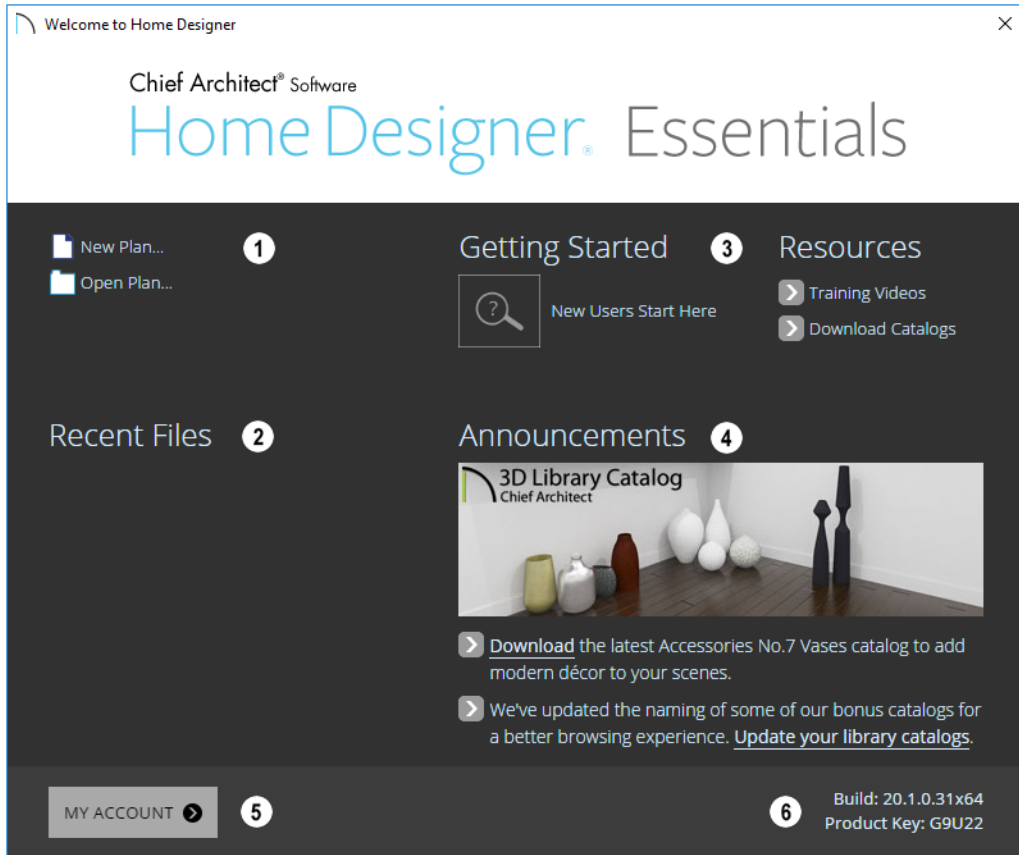 Welcome to Home Designer
Chief Architect® Software
Home Designer® Essentials
New Plan...
1
Open Plan...
Getting Started
3
New Users Start Here
Resources
Training Videos
Download Catalogs
Recent Files
2
Announcements
4
3D Library Catalog
Chief Architect
Download the latest Accessories No.7 Vases catalog to add
modern décor to your scenes.
We've updated the naming of some of our bonus catalogs for
a better browsing experience. Update your library catalogs.
MY ACCOUNT
5
6
Build: 20.1.0.31x64
Product Key: G9U22